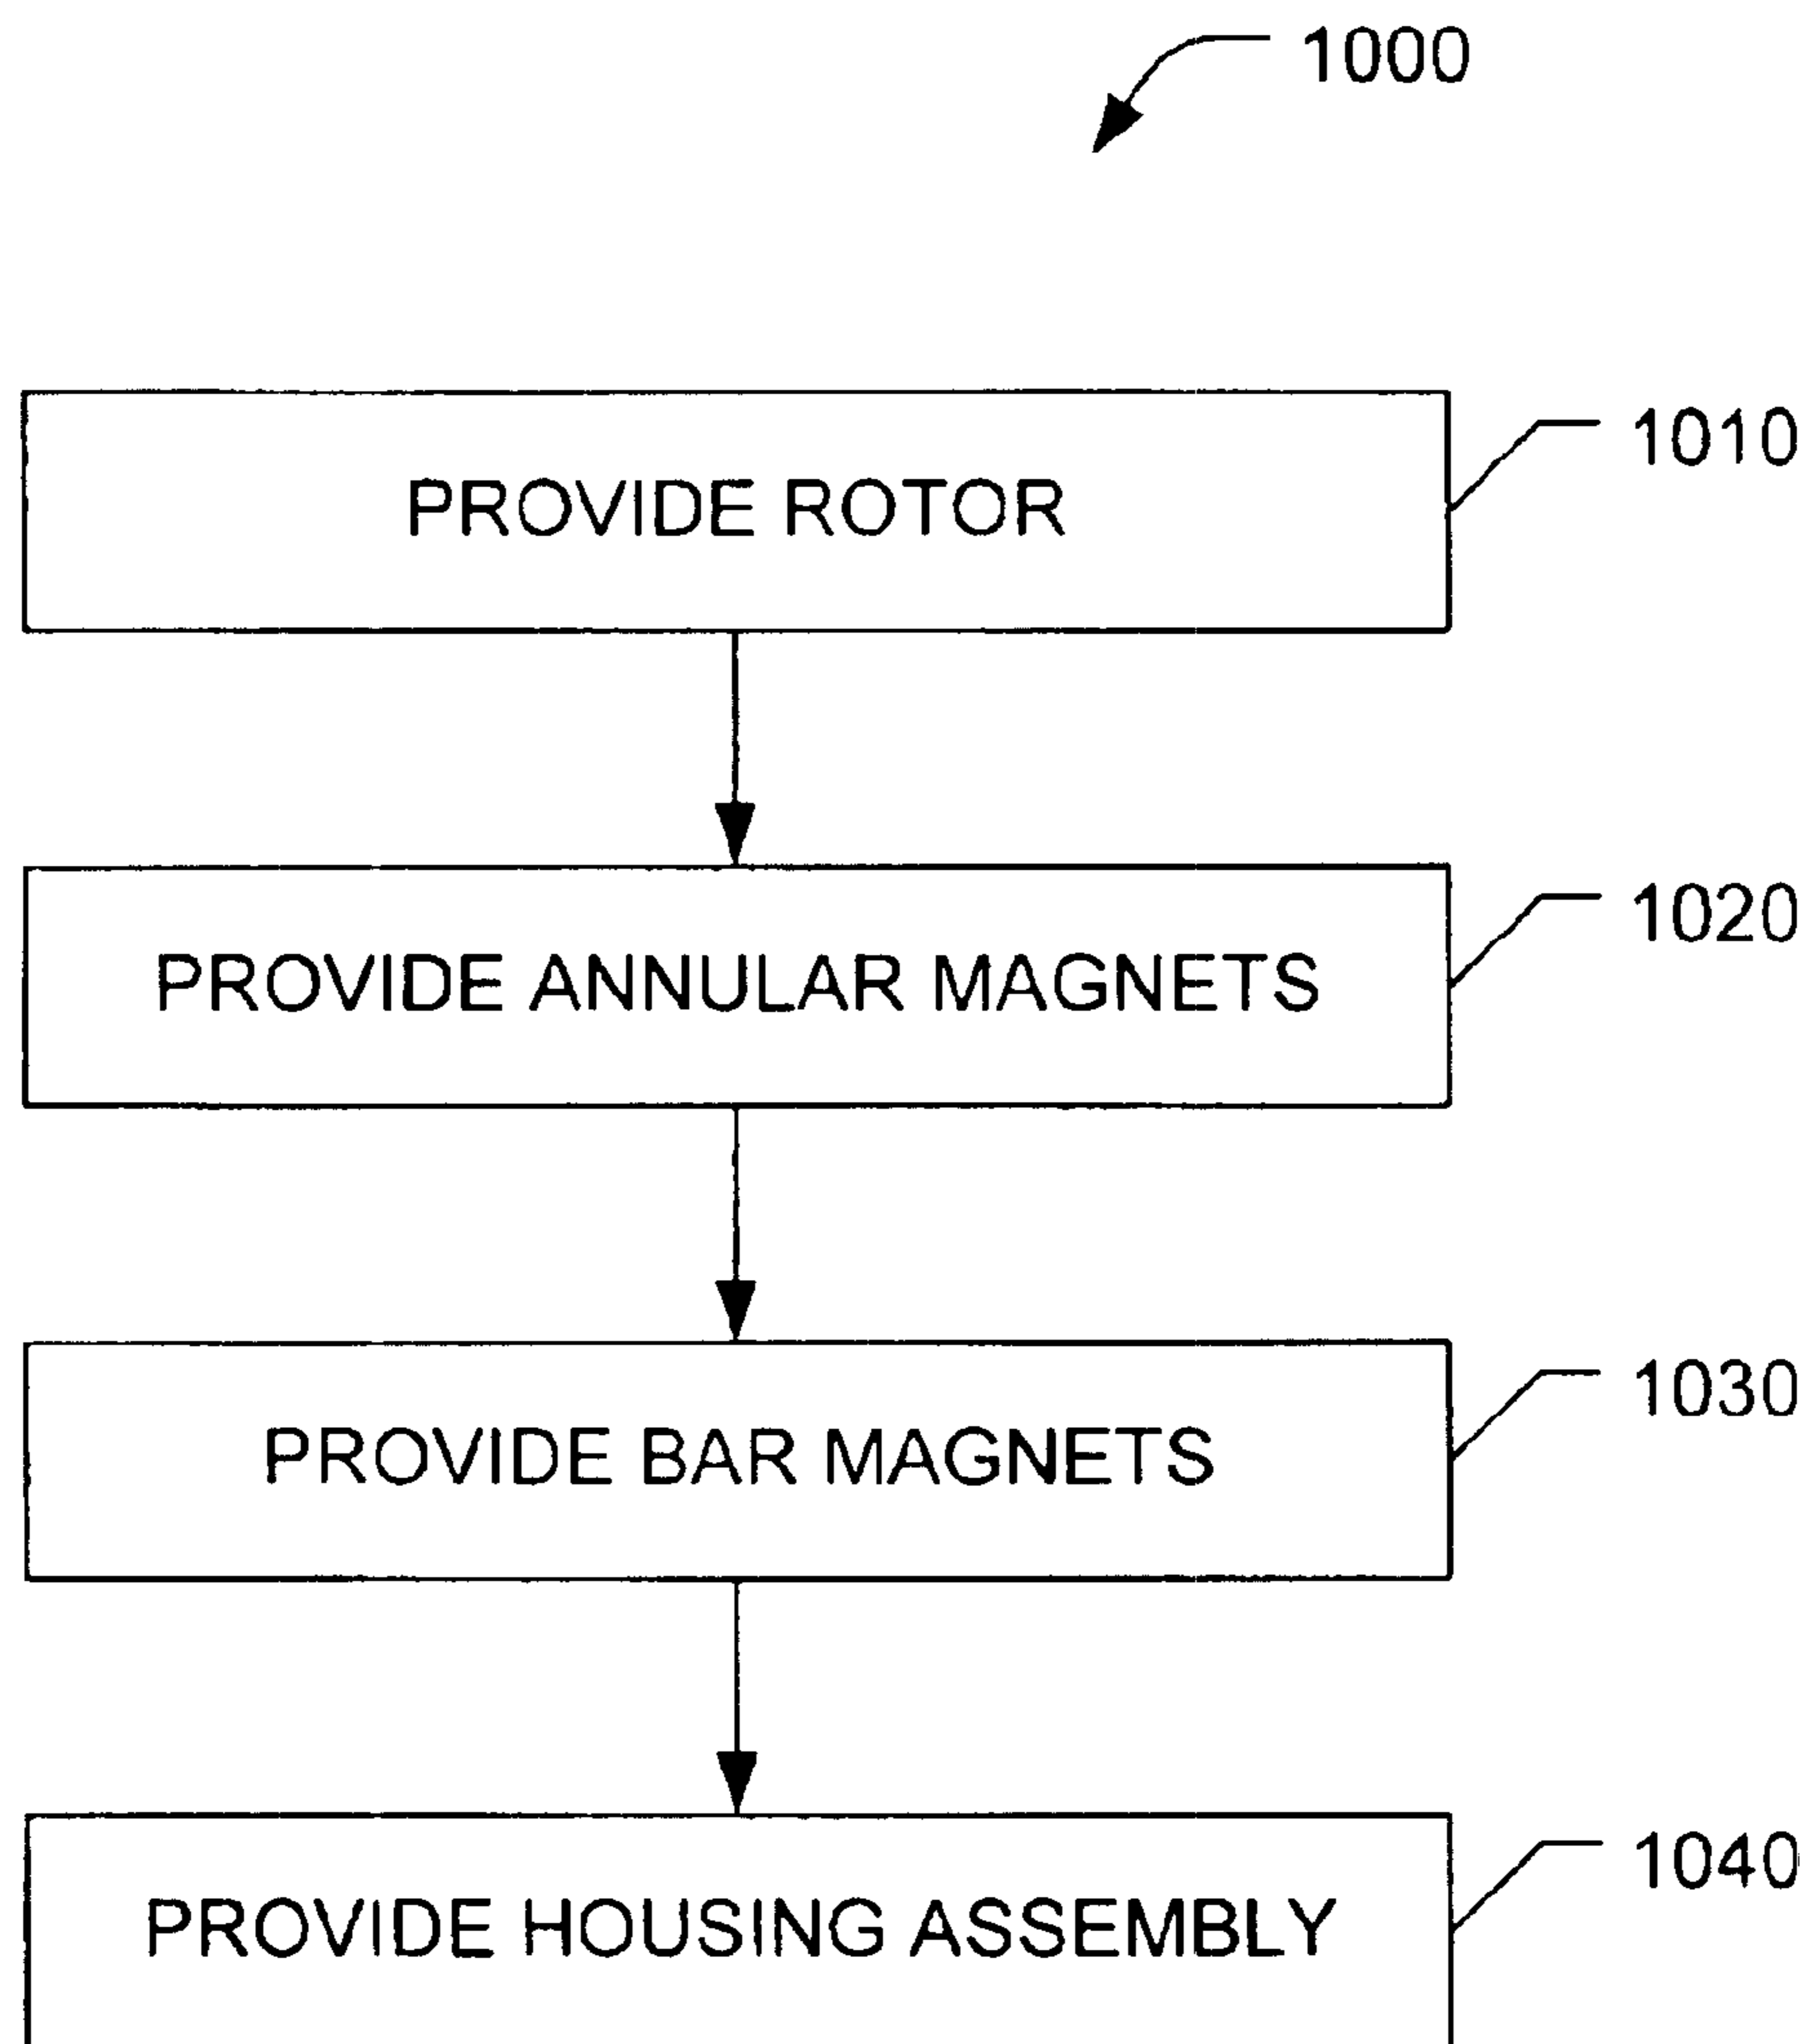 1000
PROVIDE ROTOR
1010
PROVIDE ANNULAR MAGNETS
1020
PROVIDE BAR MAGNETS
1030
PROVIDE HOUSING ASSEMBLY
1040